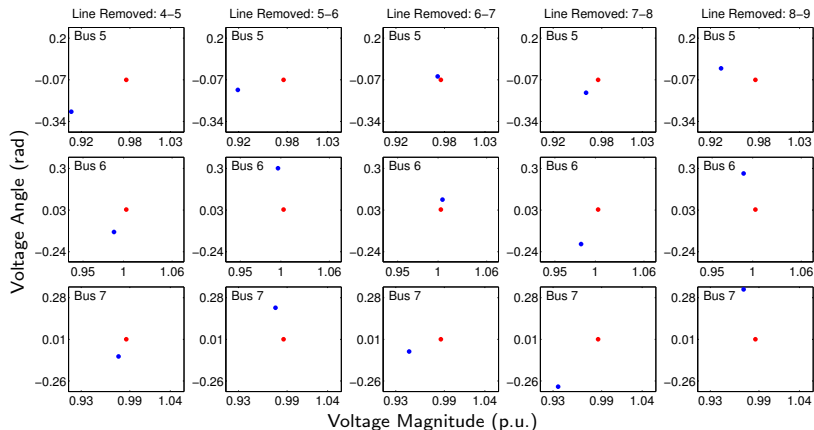 Line Removed: 4−5
Line Removed: 5−6
Line Removed: 6−7
Line Removed: 7−8
Line Removed: 8−9
Bus 5
Bus 5
Bus 5
Bus 5
Bus 5
0.2 0.2 0.2 0.2 0.2
−0.07 −0.07 −0.07 −0.07 −0.07
−0.34 −0.34 −0.34 −0.34 −0.34
0.92 0.98 1.03 0.92 0.98 1.03 0.92 0.98 1.03 0.92 0.98 1.03 0.92 0.98 1.03
Bus 6
Bus 6
Bus 6
Bus 6
Bus 6
0.3 0.3 0.3 0.3 0.3
0.03 0.03 0.03 0.03 0.03
−0.24 −0.24 −0.24 −0.24 −0.24
0.95 1 1.06 0.95 1 1.06 0.95 1 1.06 0.95 1 1.06 0.95 1 1.06
Bus 7
Bus 7
Bus 7
Bus 7
Bus 7
0.28 0.28 0.28 0.28 0.28
0.01 0.01 0.01 0.01 0.01
−0.26 −0.26 −0.26 −0.26 −0.26
0.93 0.99 1.04 0.93 0.99 1.04 0.93 0.99 1.04 0.93 0.99 1.04 0.93 0.99 1.04
Voltage Angle (rad)
Voltage Magnitude (p.u.)